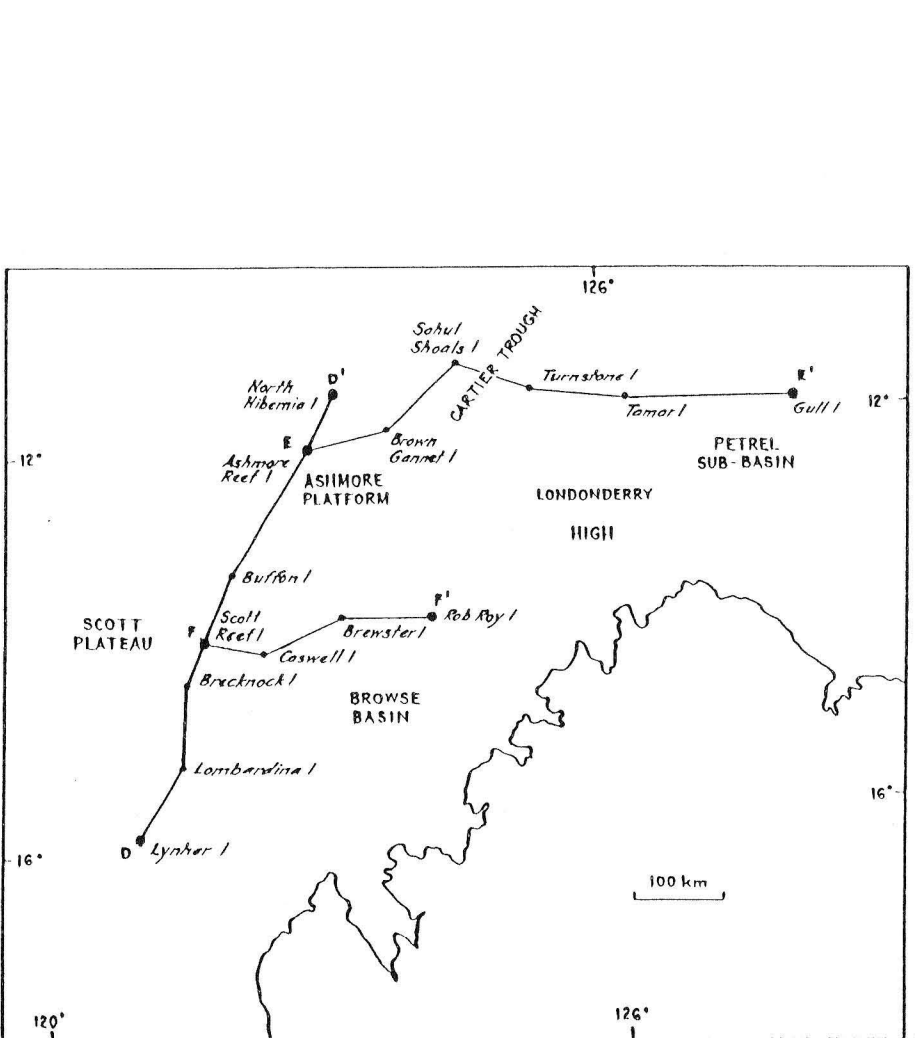 126°
Sahul
Shoals 1
CARTIER TROUGH
D'
North
Hibernia 1
Turnstone 1
E'
Tamar 1
Gull 1
12°
E
Ashmore
Reef 1
Brown
Gannet 1
12°
PETREL
SUB-BASIN
ASHMORE
PLATFORM
LONDONDERRY
HIGH
Buffon 1
F'
Rob Roy 1
Scott
Reef 1
F
Brewster 1
SCOTT
PLATEAU
Caswell 1
Brecknock 1
BROWSE
BASIN
Lombardina 1
16°
D
Lynher 1
16°
100 km
120°
126°